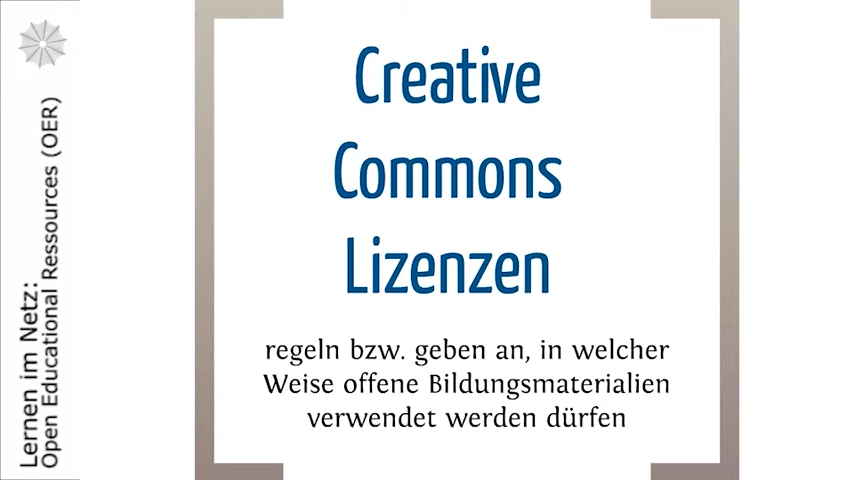 Lernen im Netz:
Open Educational Ressources (OER)
Creative
Commons
Lizenzen
regeln bzw. geben an, in welcher
Weise offene Bildungsmaterialien
verwendet werden dürfen